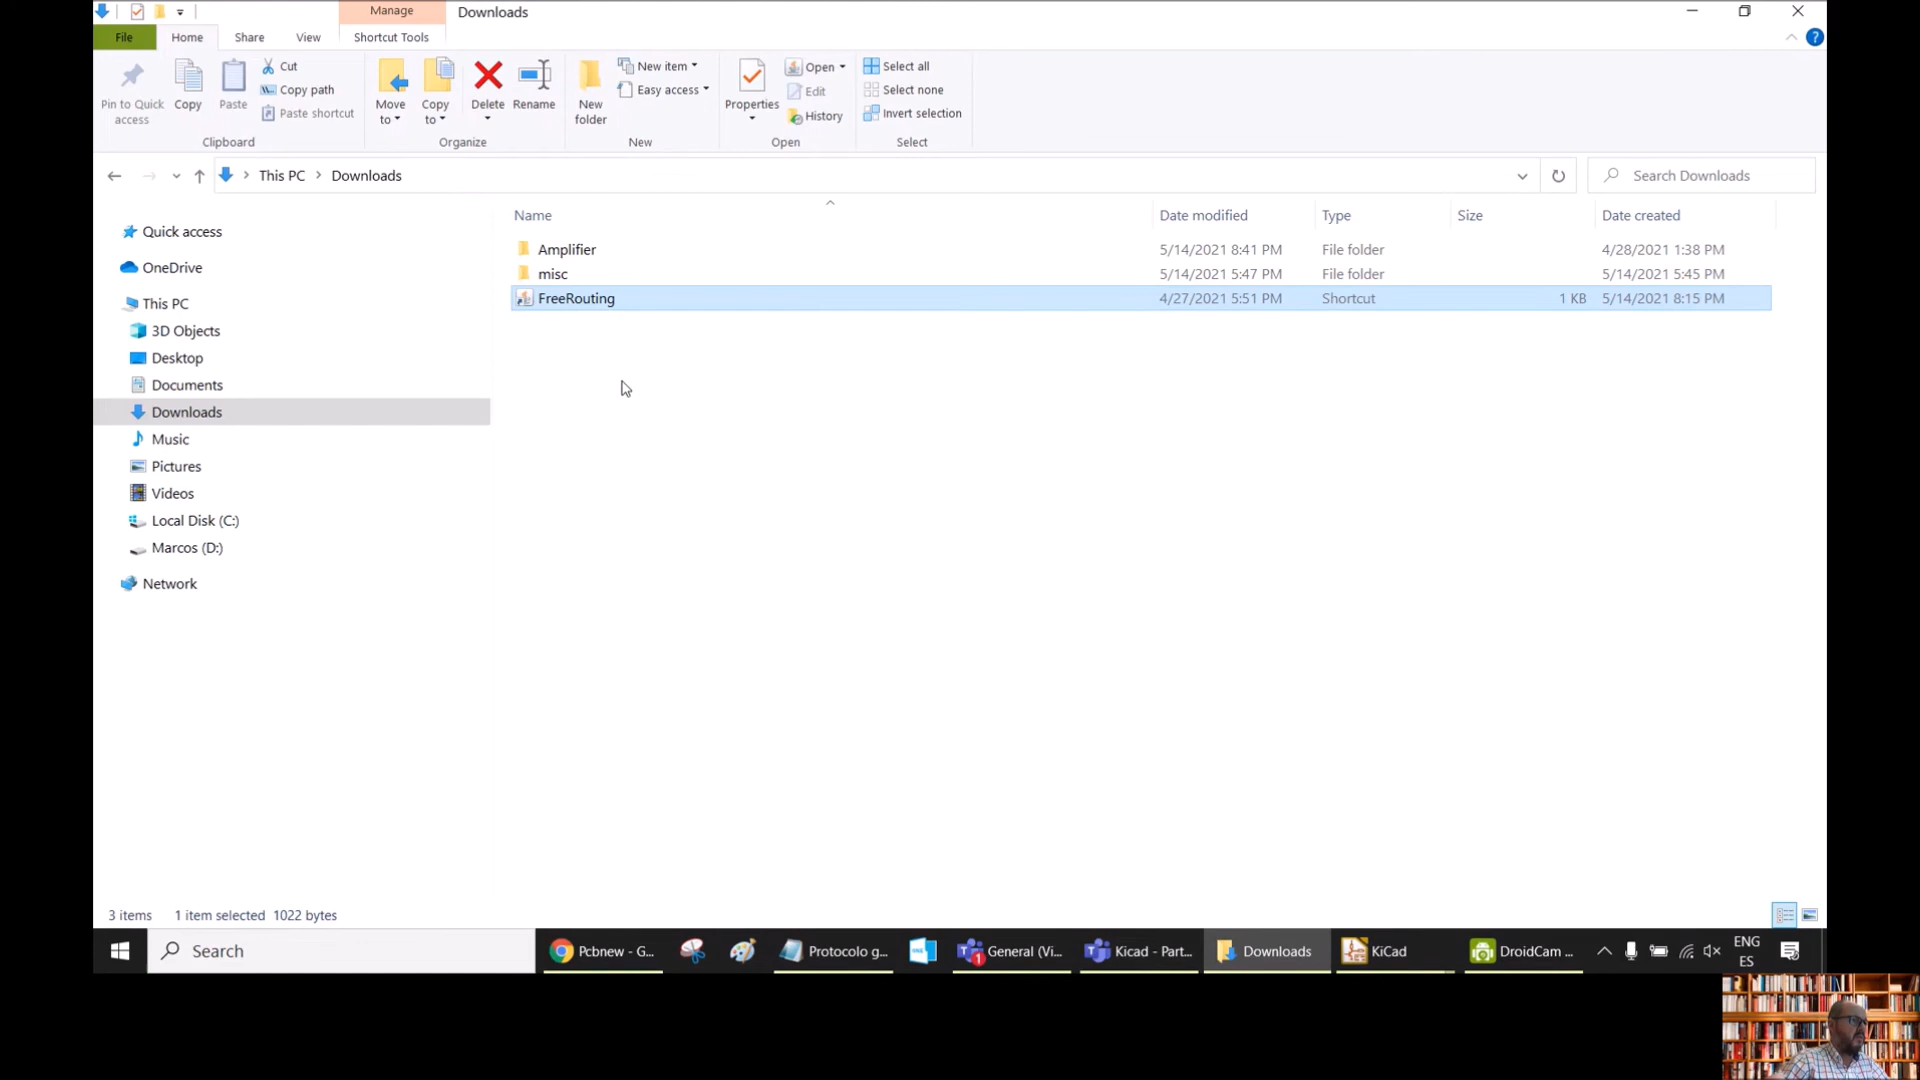 Manage
Downloads
File
Home
Share
View
Shortcut Tools
Pin to Quick access
Copy
Paste
Cut
Copy path
Paste shortcut
Clipboard
Move to
Copy to
Delete
Rename
Organize
New folder
New item
Easy access
New
Properties
Open
Edit
History
Open
Select all
Select none
Invert selection
Select
This PC
Downloads
Search Downloads
Name
Date modified
Type
Size
Date created
Amplifier 5/14/2021 8:41 PM File folder 4/28/2021 1:38 PM
misc 5/14/2021 5:47 PM File folder 5/14/2021 5:45 PM
FreeRouting 4/27/2021 5:51 PM Shortcut 1 KB 5/14/2021 8:15 PM
Quick access
OneDrive
This PC
3D Objects
Desktop
Documents
Downloads
Music
Pictures
Videos
Local Disk (C:)
Marcos (D:)
Network
3 items 1 item selected 1022 bytes
Search
Pcbnew - G...
Protocolo g...
1
General (Vi...
Kicad - Part...
Downloads
KiCad
DroidCam ...
ENG
ES